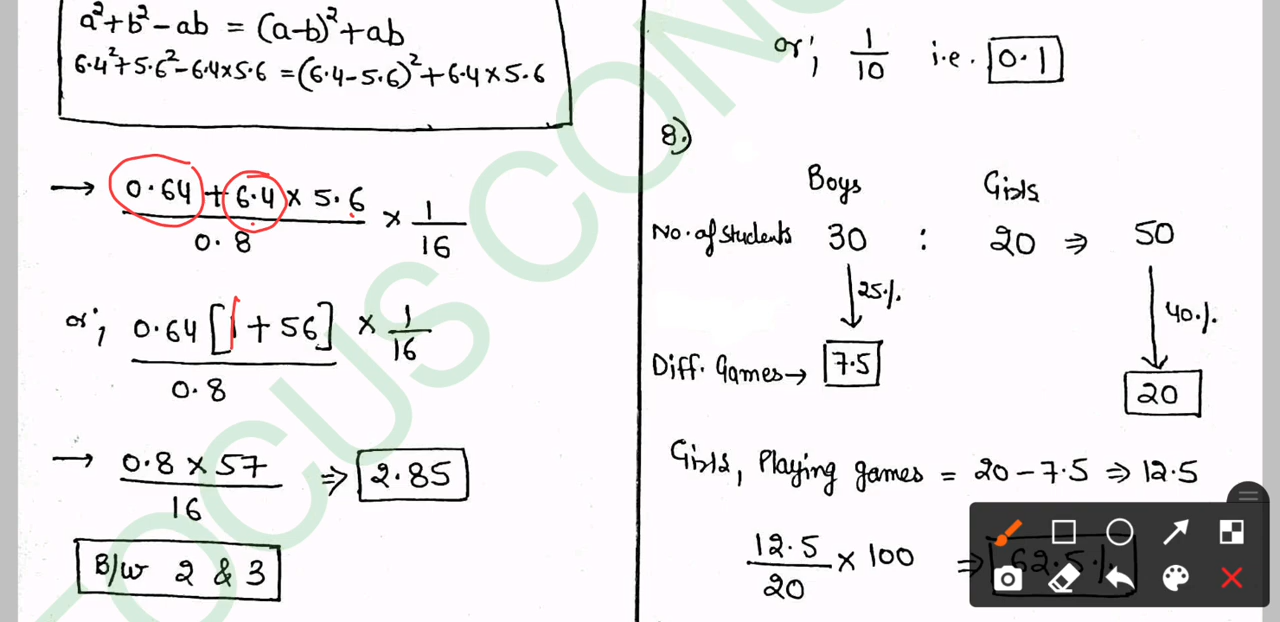 a²+b²-ab = (a-b)²+ab
6.4²+5.6²-6.4×5.6 = (6.4-5.6)²+6.4×5.6
→ 0.64 + 6.4 × 5.6 / 0.8 × 1/16
or, 0.64 [1 + 56] / 0.8 × 1/16
→ 0.8 × 57 / 16 ⇒ 2.85
B/w 2 & 3
or, 1/10 i.e. 0.1
8.)
Boys Girls
No. of students 30 : 20 ⇒ 50
25% 40%
Diff. Games → 7.5 20
Girls, Playing games = 20 - 7.5 ⇒ 12.5
12.5/20 × 100 ⇒ 62.5%
FOCUS CON